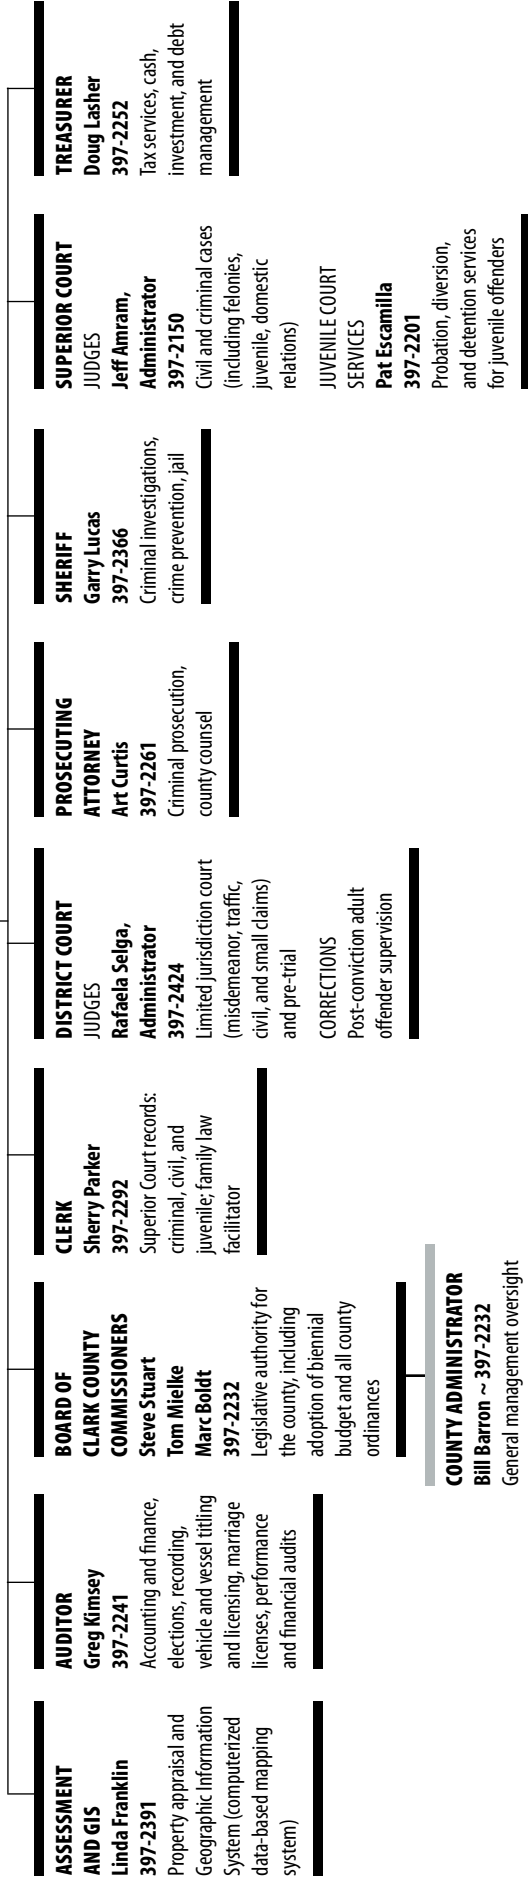 ASSESSMENT
AND GIS
Linda Franklin
397-2391
Property appraisal and
Geographic Information
System (computerized
data-based mapping
system)
AUDITOR
Greg Kimsey
397-2241
Accounting and finance,
elections, recording,
vehicle and vessel titling
and licensing, marriage
licenses, performance
and financial audits
BOARD OF
CLARK COUNTY
COMMISSIONERS
Steve Stuart
Tom Mielke
Marc Boldt
397-2232
Legislative authority for
the county, including
adoption of biennial
budget and all county
ordinances
COUNTY ADMINISTRATOR
Bill Barron ~ 397-2232
General management oversight
CLERK
Sherry Parker
397-2292
Superior Court records:
criminal, civil, and
juvenile; family law
facilitator
DISTRICT COURT
JUDGES
Rafaela Selga,
Administrator
397-2424
Limited jurisdiction court
(misdemeanor, traffic,
civil, and small claims)
and pre-trial
CORRECTIONS
Post-conviction adult
offender supervision
PROSECUTING
ATTORNEY
Art Curtis
397-2261
Criminal prosecution,
county counsel
SHERIFF
Garry Lucas
397-2366
Criminal investigations,
crime prevention, jail
SUPERIOR COURT
JUDGES
Jeff Amram,
Administrator
397-2150
Civil and criminal cases
(including felonies,
juvenile, domestic
relations)
JUVENILE COURT
SERVICES
Pat Escamilla
397-2201
Probation, diversion,
and detention services
for juvenile offenders
TREASURER
Doug Lasher
397-2252
Tax services, cash,
investment, and debt
management